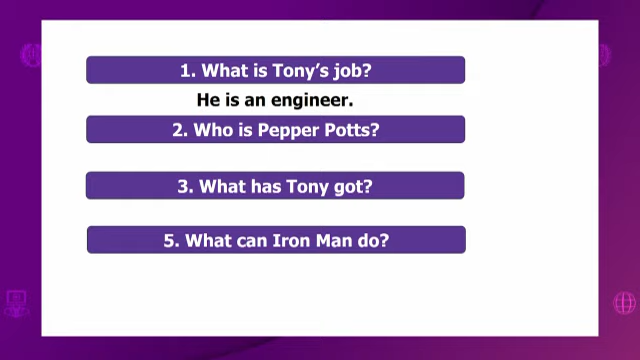 1. What is Tony's job?
He is an engineer.
2. Who is Pepper Potts?
3. What has Tony got?
5. What can Iron Man do?